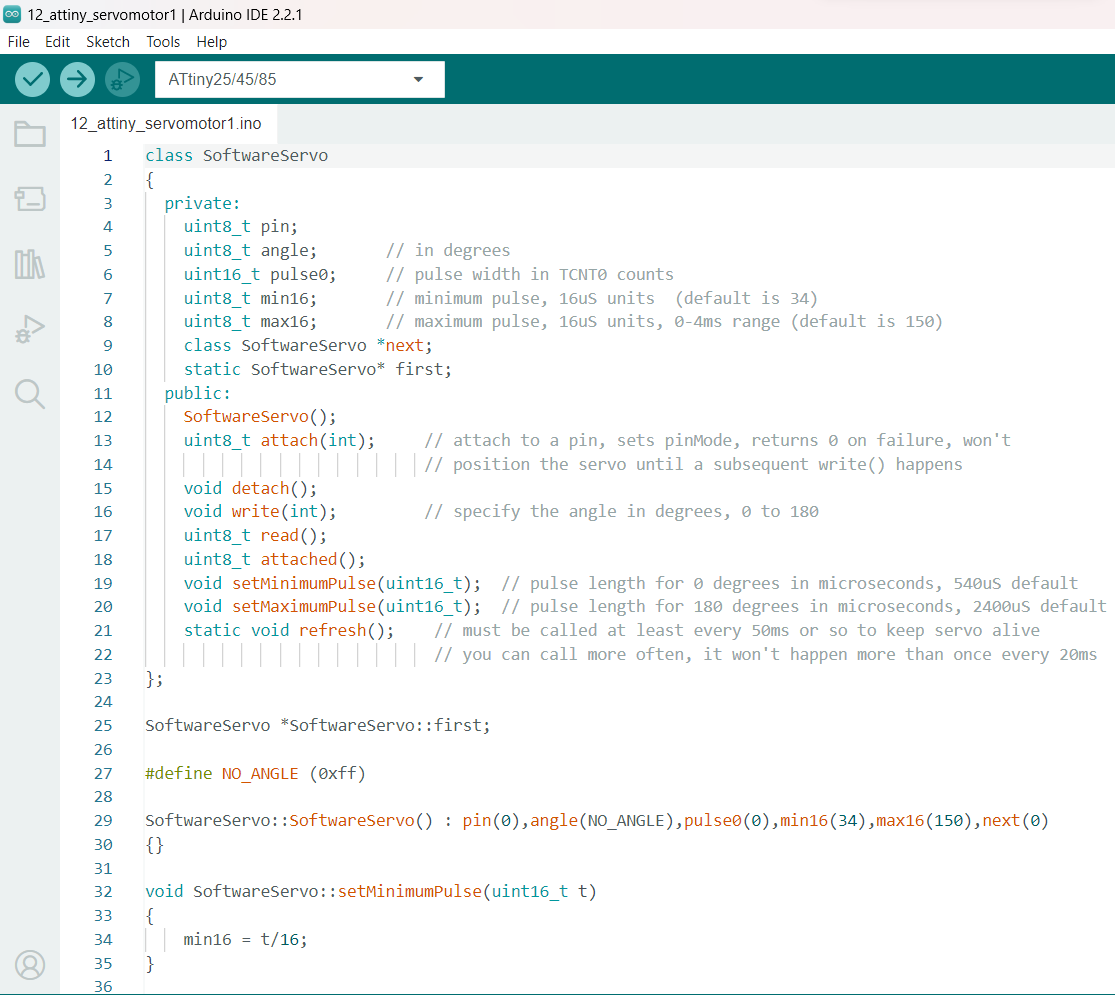 12_attiny_servomotor1 | Arduino IDE 2.2.1
File Edit Sketch Tools Help
ATtiny25/45/85
12_attiny_servomotor1.ino
1 class SoftwareServo
2 {
3 private:
4 uint8_t pin;
5 uint8_t angle; // in degrees
6 uint16_t pulse0; // pulse width in TCNT0 counts
7 uint8_t min16; // minimum pulse, 16uS units (default is 34)
8 uint8_t max16; // maximum pulse, 16uS units, 0-4ms range (default is 150)
9 class SoftwareServo *next;
10 static SoftwareServo* first;
11 public:
12 SoftwareServo();
13 uint8_t attach(int); // attach to a pin, sets pinMode, returns 0 on failure, won't
14 // position the servo until a subsequent write() happens
15 void detach();
16 void write(int); // specify the angle in degrees, 0 to 180
17 uint8_t read();
18 uint8_t attached();
19 void setMinimumPulse(uint16_t); // pulse length for 0 degrees in microseconds, 540uS default
20 void setMaximumPulse(uint16_t); // pulse length for 180 degrees in microseconds, 2400uS default
21 static void refresh(); // must be called at least every 50ms or so to keep servo alive
22 // you can call more often, it won't happen more than once every 20ms
23 };
24
25 SoftwareServo *SoftwareServo::first;
26
27 #define NO_ANGLE (0xff)
28
29 SoftwareServo::SoftwareServo() : pin(0),angle(NO_ANGLE),pulse0(0),min16(34),max16(150),next(0)
30 {}
31
32 void SoftwareServo::setMinimumPulse(uint16_t t)
33 {
34 min16 = t/16;
35 }
36